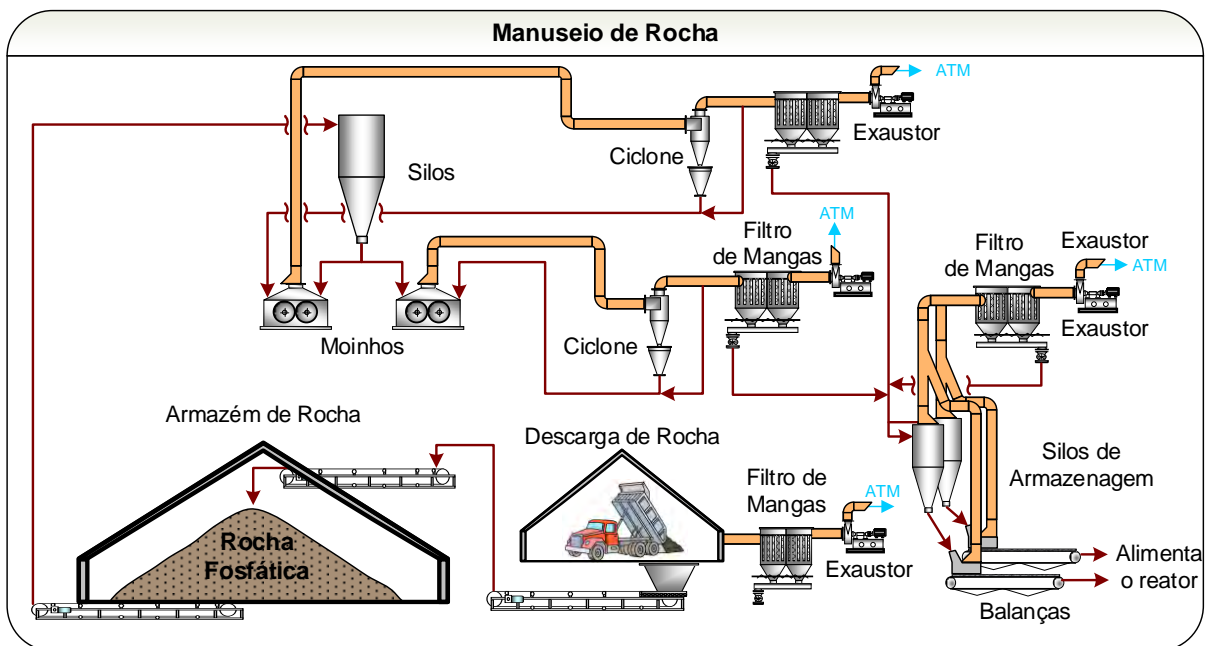 Manuseio de Rocha
ATM
Exaustor
Ciclone
Silos
ATM
Filtro
de Mangas
Filtro
de Mangas
Exaustor
ATM
Exaustor
Moinhos
Ciclone
Armazém de Rocha
Descarga de Rocha
Filtro de
Mangas
ATM
Silos de
Armazenagem
Rocha
Fosfática
Exaustor
Alimenta
o reator
Balanças